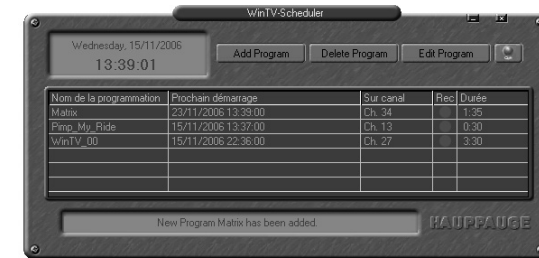 WinTV-Scheduler
Wednesday, 15/11/2006
13:39:01
Add Program
Delete Program
Edit Program
Nom de la programmation Prochain démarrage Sur canal Rec Durée
Matrix 23/11/2006 13:39:00 Ch. 34 1:35
Pimp_My_Ride 15/11/2006 13:37:00 Ch. 13 0:30
WinTV_00 15/11/2006 22:36:00 Ch. 27 3:30
New Program Matrix has been added.
HAUPPAUGE